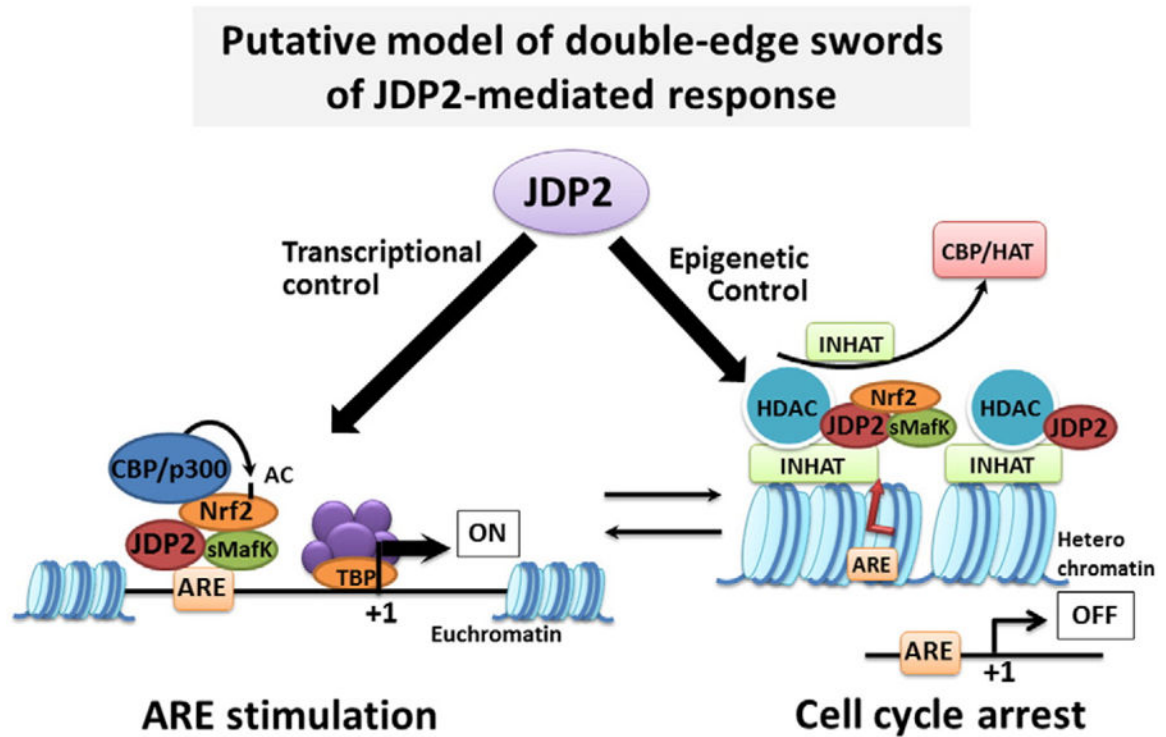 Putative model of double-edge swords
of JDP2-mediated response
JDP2
Transcriptional
control
Epigenetic
Control
CBP/HAT
INHAT
HDAC
JDP2
Nrf2
sMafK
HDAC
JDP2
INHAT
INHAT
ARE
Hetero
chromatin
OFF
ARE
+1
CBP/p300
AC
Nrf2
JDP2
sMafK
ARE
TBP
ON
+1
Euchromatin
ARE stimulation
Cell cycle arrest